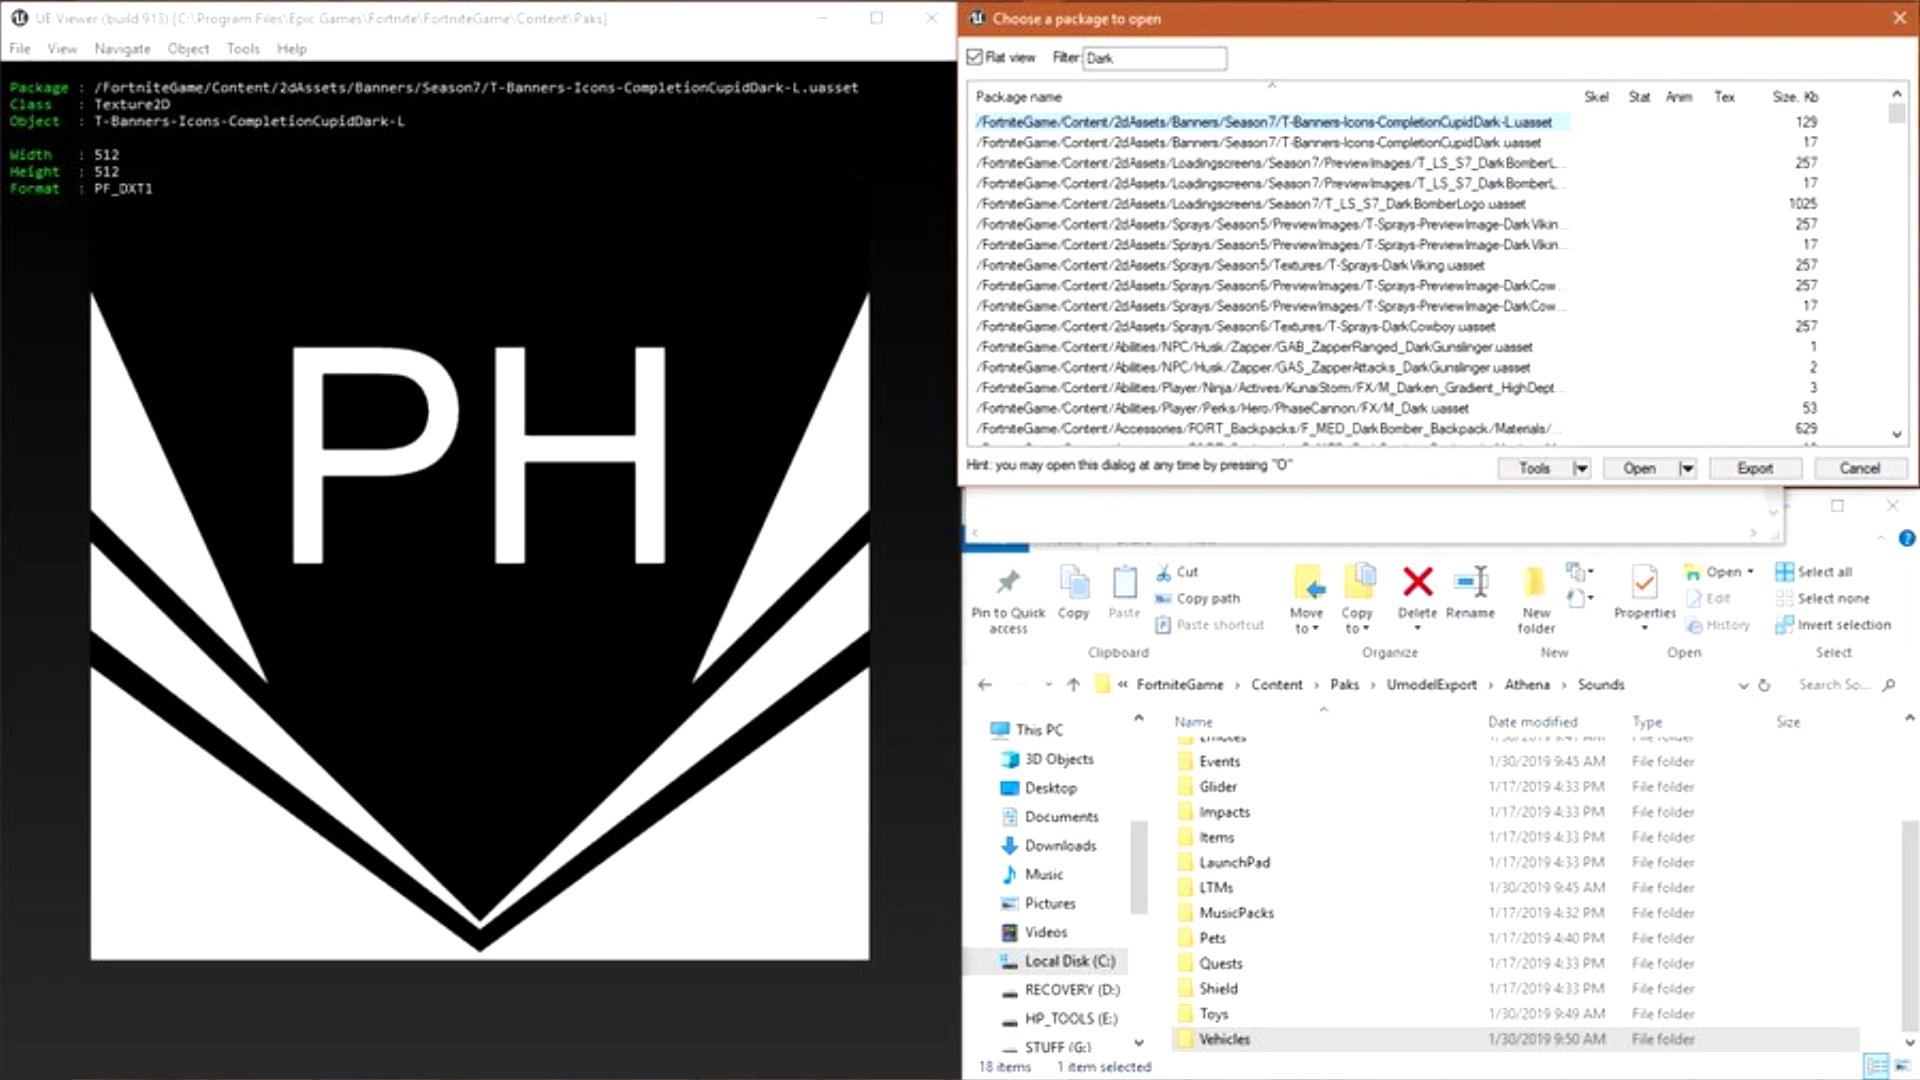 UE Viewer (build 913) [C:\Program Files\Epic Games\Fortnite\FortniteGame\Content\Paks]
File View Navigate Object Tools Help
Package : /FortniteGame/Content/2dAssets/Banners/Season7/T-Banners-Icons-CompletionCupidDark-L.uasset
Class : Texture2D
Object : T-Banners-Icons-CompletionCupidDark-L
Width : 512
Height : 512
Format : PF_DXT1
PH
Choose a package to open
Flat view Filter: Dark
Package name Skel Stat Anim Tex Size, Kb
/FortniteGame/Content/2dAssets/Banners/Season7/T-Banners-Icons-CompletionCupidDark-L.uasset 129
/FortniteGame/Content/2dAssets/Banners/Season7/T-Banners-Icons-CompletionCupidDark.uasset 17
/FortniteGame/Content/2dAssets/Loadingscreens/Season7/PreviewImages/T_LS_S7_DarkBomberL... 257
/FortniteGame/Content/2dAssets/Loadingscreens/Season7/PreviewImages/T_LS_S7_DarkBomberL... 17
/FortniteGame/Content/2dAssets/Loadingscreens/Season7/T_LS_S7_DarkBomberLogo.uasset 1025
/FortniteGame/Content/2dAssets/Sprays/Season5/PreviewImages/T-Sprays-PreviewImage-DarkVikin... 257
/FortniteGame/Content/2dAssets/Sprays/Season5/PreviewImages/T-Sprays-PreviewImage-DarkVikin... 17
/FortniteGame/Content/2dAssets/Sprays/Season5/Textures/T-Sprays-DarkViking.uasset 257
/FortniteGame/Content/2dAssets/Sprays/Season6/PreviewImages/T-Sprays-PreviewImage-DarkCow... 257
/FortniteGame/Content/2dAssets/Sprays/Season6/PreviewImages/T-Sprays-PreviewImage-DarkCow... 17
/FortniteGame/Content/2dAssets/Sprays/Season6/Textures/T-Sprays-DarkCowboy.uasset 257
/FortniteGame/Content/Abilities/NPC/Husk/Zapper/GAB_ZapperRanged_DarkGunslinger.uasset 1
/FortniteGame/Content/Abilities/NPC/Husk/Zapper/GAS_ZapperAttacks_DarkGunslinger.uasset 2
/FortniteGame/Content/Abilities/Player/Ninja/Actives/KunaiStorm/FX/M_Darken_Gradient_HighDept... 3
/FortniteGame/Content/Abilities/Player/Perks/Hero/PhaseCannon/FX/M_Dark.uasset 53
/FortniteGame/Content/Accessories/FORT_Backpacks/F_MED_DarkBomber_Backpack/Materials/... 629
Hint: you may open this dialog at any time by pressing "O"
Tools Open Export Cancel
Pin to Quick access
Copy
Paste
Cut
Copy path
Paste shortcut
Move to
Copy to
Delete
Rename
New folder
Properties
Open
Edit
History
Select all
Select none
Invert selection
Clipboard Organize New Open Select
« FortniteGame › Content › Paks › UmodelExport › Athena › Sounds
Search So...
This PC
3D Objects
Desktop
Documents
Downloads
Music
Pictures
Videos
Local Disk (C:)
RECOVERY (D:)
HP_TOOLS (E:)
STUFF (G:)
Name Date modified Type Size
Emotes 1/30/2019 9:41 AM File folder
Events 1/30/2019 9:45 AM File folder
Glider 1/17/2019 4:33 PM File folder
Impacts 1/17/2019 4:33 PM File folder
Items 1/17/2019 4:33 PM File folder
LaunchPad 1/17/2019 4:33 PM File folder
LTMs 1/30/2019 9:45 AM File folder
MusicPacks 1/17/2019 4:32 PM File folder
Pets 1/17/2019 4:40 PM File folder
Quests 1/17/2019 4:33 PM File folder
Shield 1/17/2019 4:33 PM File folder
Toys 1/30/2019 9:49 AM File folder
Vehicles 1/30/2019 9:50 AM File folder
18 items 1 item selected